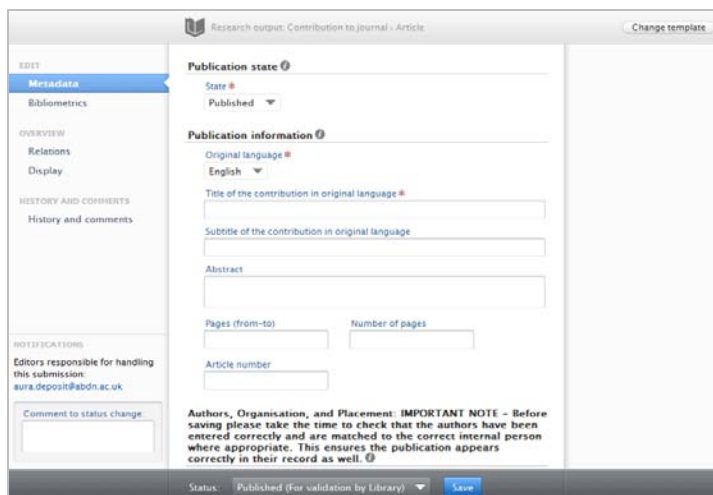 Research output: Contribution to journal › Article
Change template
EDIT
Metadata
Bibliometrics
OVERVIEW
Relations
Display
HISTORY AND COMMENTS
History and comments
NOTIFICATIONS
Editors responsible for handling
this submission:
aura.deposit@abdn.ac.uk
Comment to status change:
Publication state
State *
Published
Publication information
Original language *
English
Title of the contribution in original language *
Subtitle of the contribution in original language
Abstract
Pages (from-to) Number of pages
Article number
Authors, Organisation, and Placement: IMPORTANT NOTE - Before
saving please take the time to check that the authors have been
entered correctly and are matched to the correct internal person
where appropriate. This ensures the publication appears
correctly in their record as well.
Status: Published (For validation by Library) Save